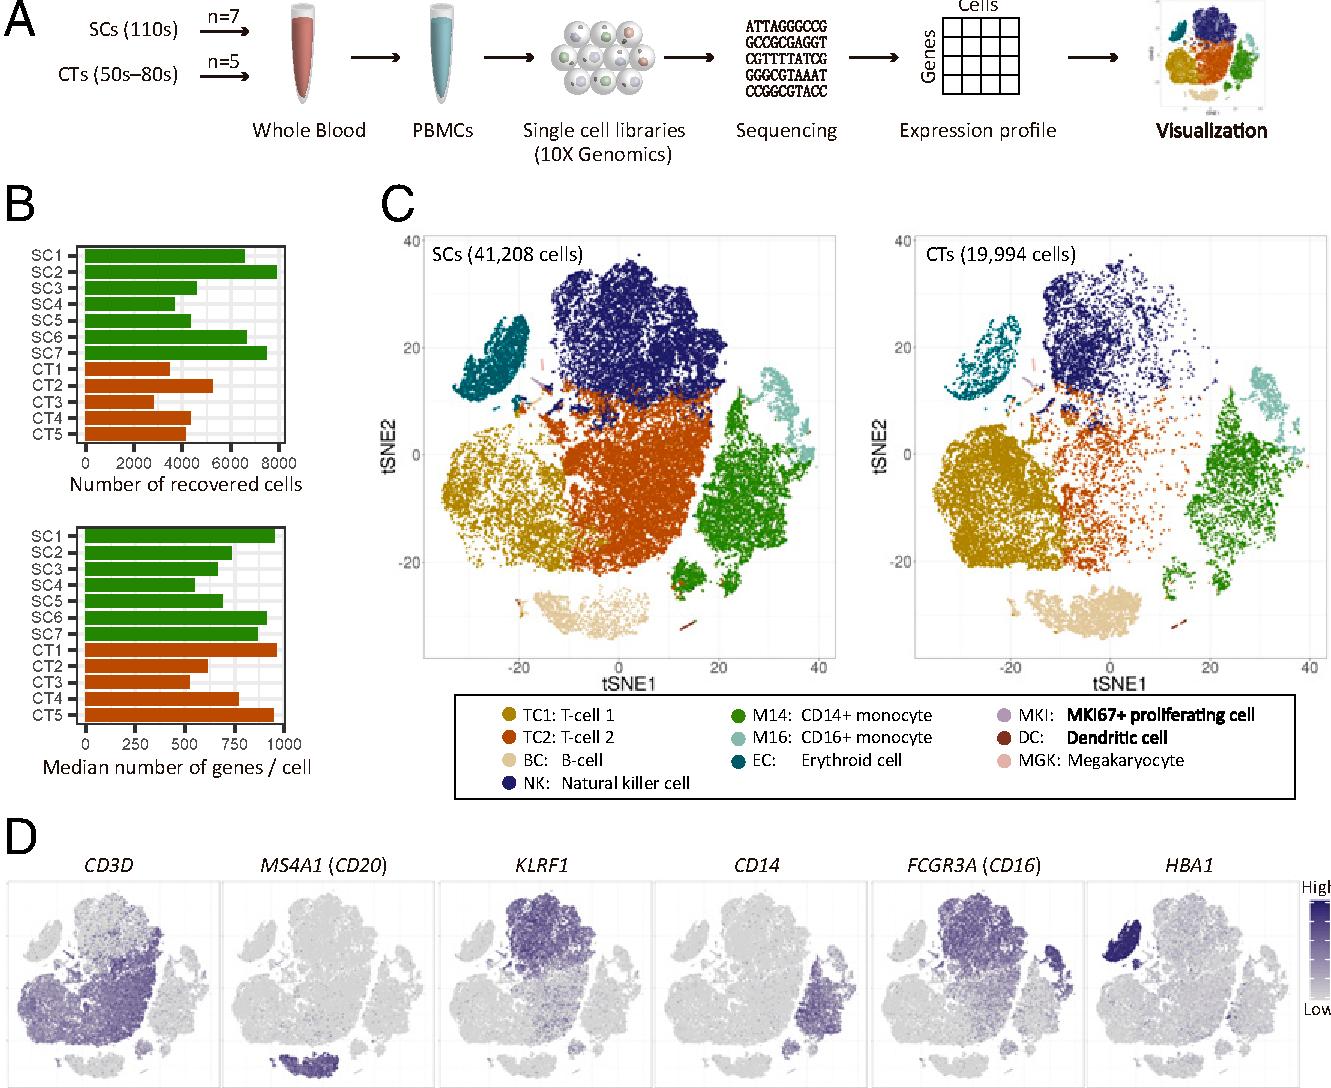 A
SCs (110s)
n=7
CTs (50s–80s)
n=5
Whole Blood
PBMCs
Single cell libraries
(10X Genomics)
ATTAGGGCCG
GCCGCGAGGT
CGTTTTATCG
GGGCGTAAAT
CCGGCGTACC
Sequencing
Cells
Genes
Expression profile
Visualization
B
SC1
SC2
SC3
SC4
SC5
SC6
SC7
CT1
CT2
CT3
CT4
CT5
0 2000 4000 6000 8000
Number of recovered cells
SC1
SC2
SC3
SC4
SC5
SC6
SC7
CT1
CT2
CT3
CT4
CT5
0 250 500 750 1000
Median number of genes / cell
C
SCs (41,208 cells)
40
20
0
-20
tSNE2
-20 0 20 40
tSNE1
CTs (19,994 cells)
40
20
0
-20
tSNE2
-20 0 20 40
tSNE1
TC1: T-cell 1
TC2: T-cell 2
BC: B-cell
NK: Natural killer cell
M14: CD14+ monocyte
M16: CD16+ monocyte
EC: Erythroid cell
MKI: MKI67+ proliferating cell
DC: Dendritic cell
MGK: Megakaryocyte
D
CD3D
MS4A1 (CD20)
KLRF1
CD14
FCGR3A (CD16)
HBA1
High
Low